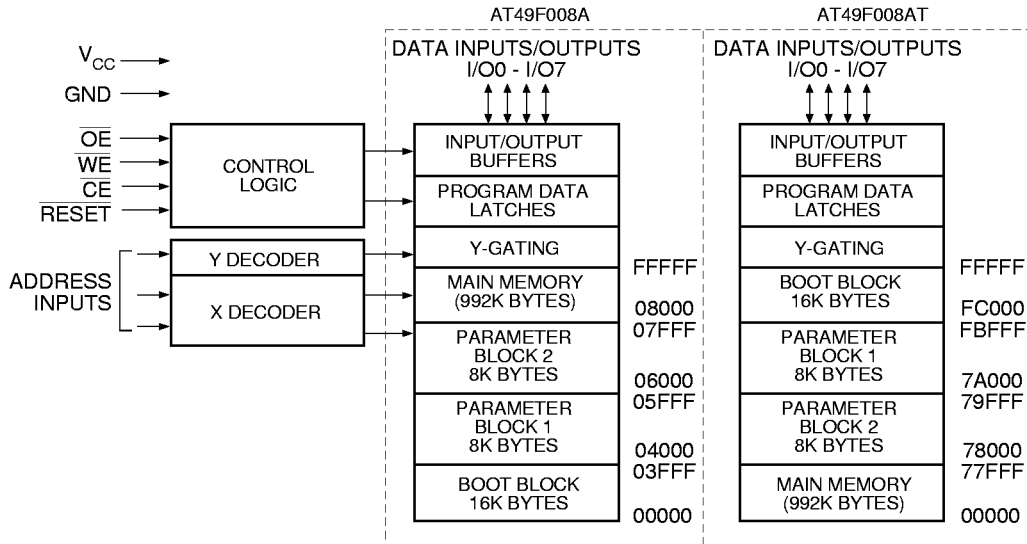 AT49F008A
AT49F008AT
DATA INPUTS/OUTPUTS
I/O0 - I/O7
DATA INPUTS/OUTPUTS
I/O0 - I/O7
VCC
GND
OE
WE
CE
RESET
CONTROL
LOGIC
ADDRESS
INPUTS
Y DECODER
X DECODER
INPUT/OUTPUT
BUFFERS
PROGRAM DATA
LATCHES
Y-GATING
MAIN MEMORY
(992K BYTES)
PARAMETER
BLOCK 2
8K BYTES
PARAMETER
BLOCK 1
8K BYTES
BOOT BLOCK
16K BYTES
FFFFF
08000
07FFF
06000
05FFF
04000
03FFF
00000
INPUT/OUTPUT
BUFFERS
PROGRAM DATA
LATCHES
Y-GATING
BOOT BLOCK
16K BYTES
PARAMETER
BLOCK 1
8K BYTES
PARAMETER
BLOCK 2
8K BYTES
MAIN MEMORY
(992K BYTES)
FFFFF
FC000
FBFFF
7A000
79FFF
78000
77FFF
00000